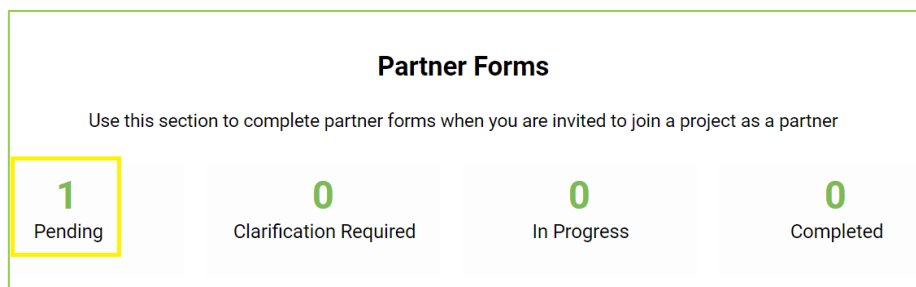 Partner Forms
Use this section to complete partner forms when you are invited to join a project as a partner
1
Pending
0
Clarification Required
0
In Progress
0
Completed